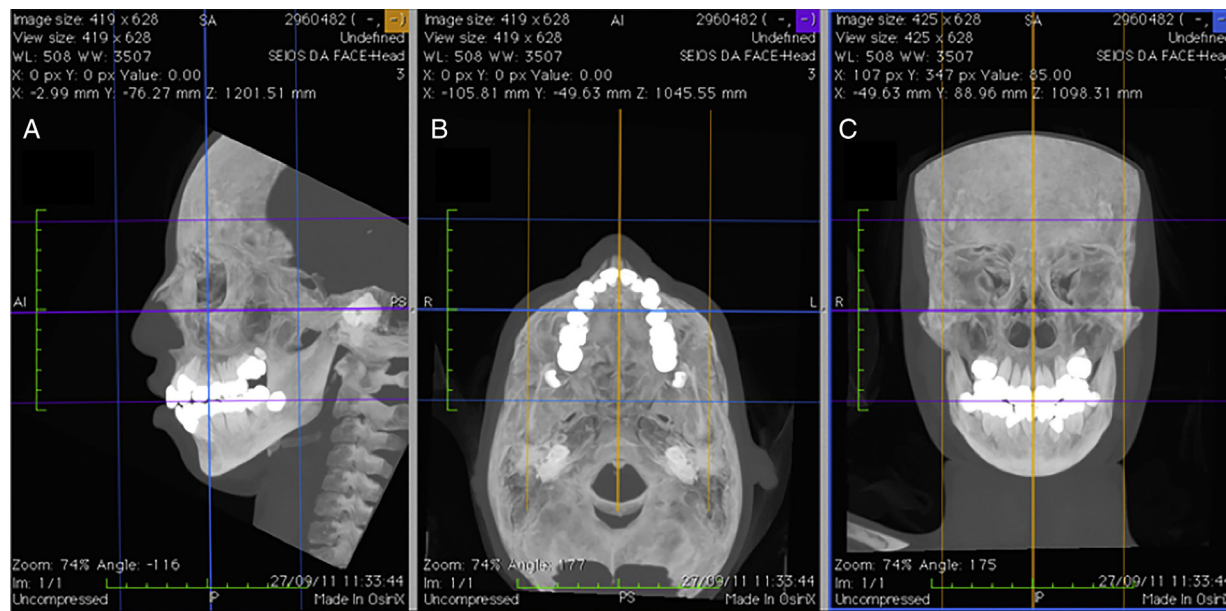 Image size: 419 x 628
SA
2960482 ( -, -)
View size: 419 x 628
Undefined
WL: 508 WW: 3507
SEIOS DA FACE-Head
X: 0 px Y: 0 px Value: 0.00
3
X: -2.99 mm Y: -76.27 mm Z: 1201.51 mm
A
AI
PS
Zoom: 74% Angle: -116
Im: 1/1
27/09/11 11:33:44
Uncompressed
IP
Made In OsiriX
Image size: 419 x 628
AI
2960482 ( -, -)
View size: 419 x 628
Undefined
WL: 508 WW: 3507
SEIOS DA FACE-Head
X: 0 px Y: 0 px Value: 0.00
3
X: -105.81 mm Y: -49.63 mm Z: 1045.55 mm
B
R
L
Zoom: 74% Angle: 177
Im: 1/1
27/09/11 11:33:44
Uncompressed
PS
Made In OsiriX
Image size: 425 x 628
SA
2960482 ( -, -)
View size: 425 x 628
Undefined
WL: 508 WW: 3507
SEIOS DA FACE-Head
X: 107 px Y: 347 px Value: 85.00
3
X: -49.63 mm Y: 88.96 mm Z: 1098.31 mm
C
R
Zoom: 74% Angle: 175
Im: 1/1
27/09/11 11:33:44
Uncompressed
IP
Made In OsiriX